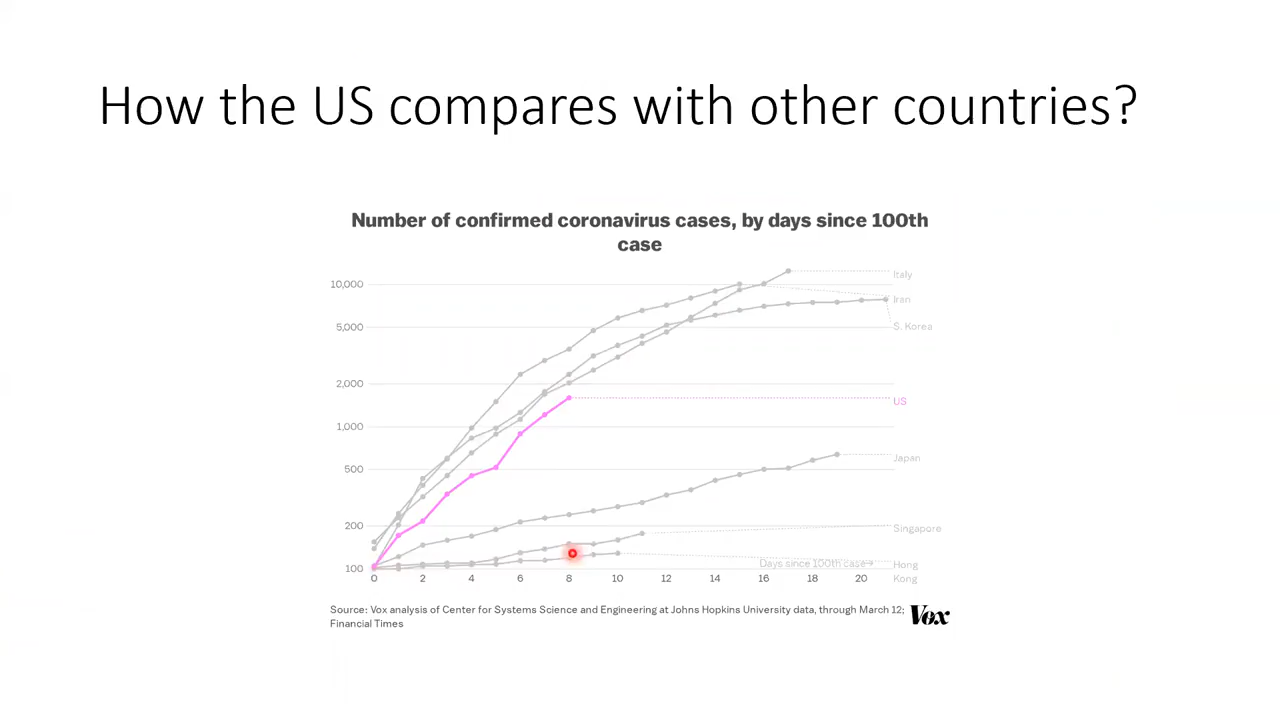 How the US compares with other countries?
Number of confirmed coronavirus cases, by days since 100th
case
10,000
5,000
2,000
1,000
500
200
100
Italy
Iran
S. Korea
US
Japan
Singapore
Days since 100th case→
Hong
Kong
0 2 4 6 8 10 12 14 16 18 20
Source: Vox analysis of Center for Systems Science and Engineering at Johns Hopkins University data, through March 12;
Financial Times
Vox